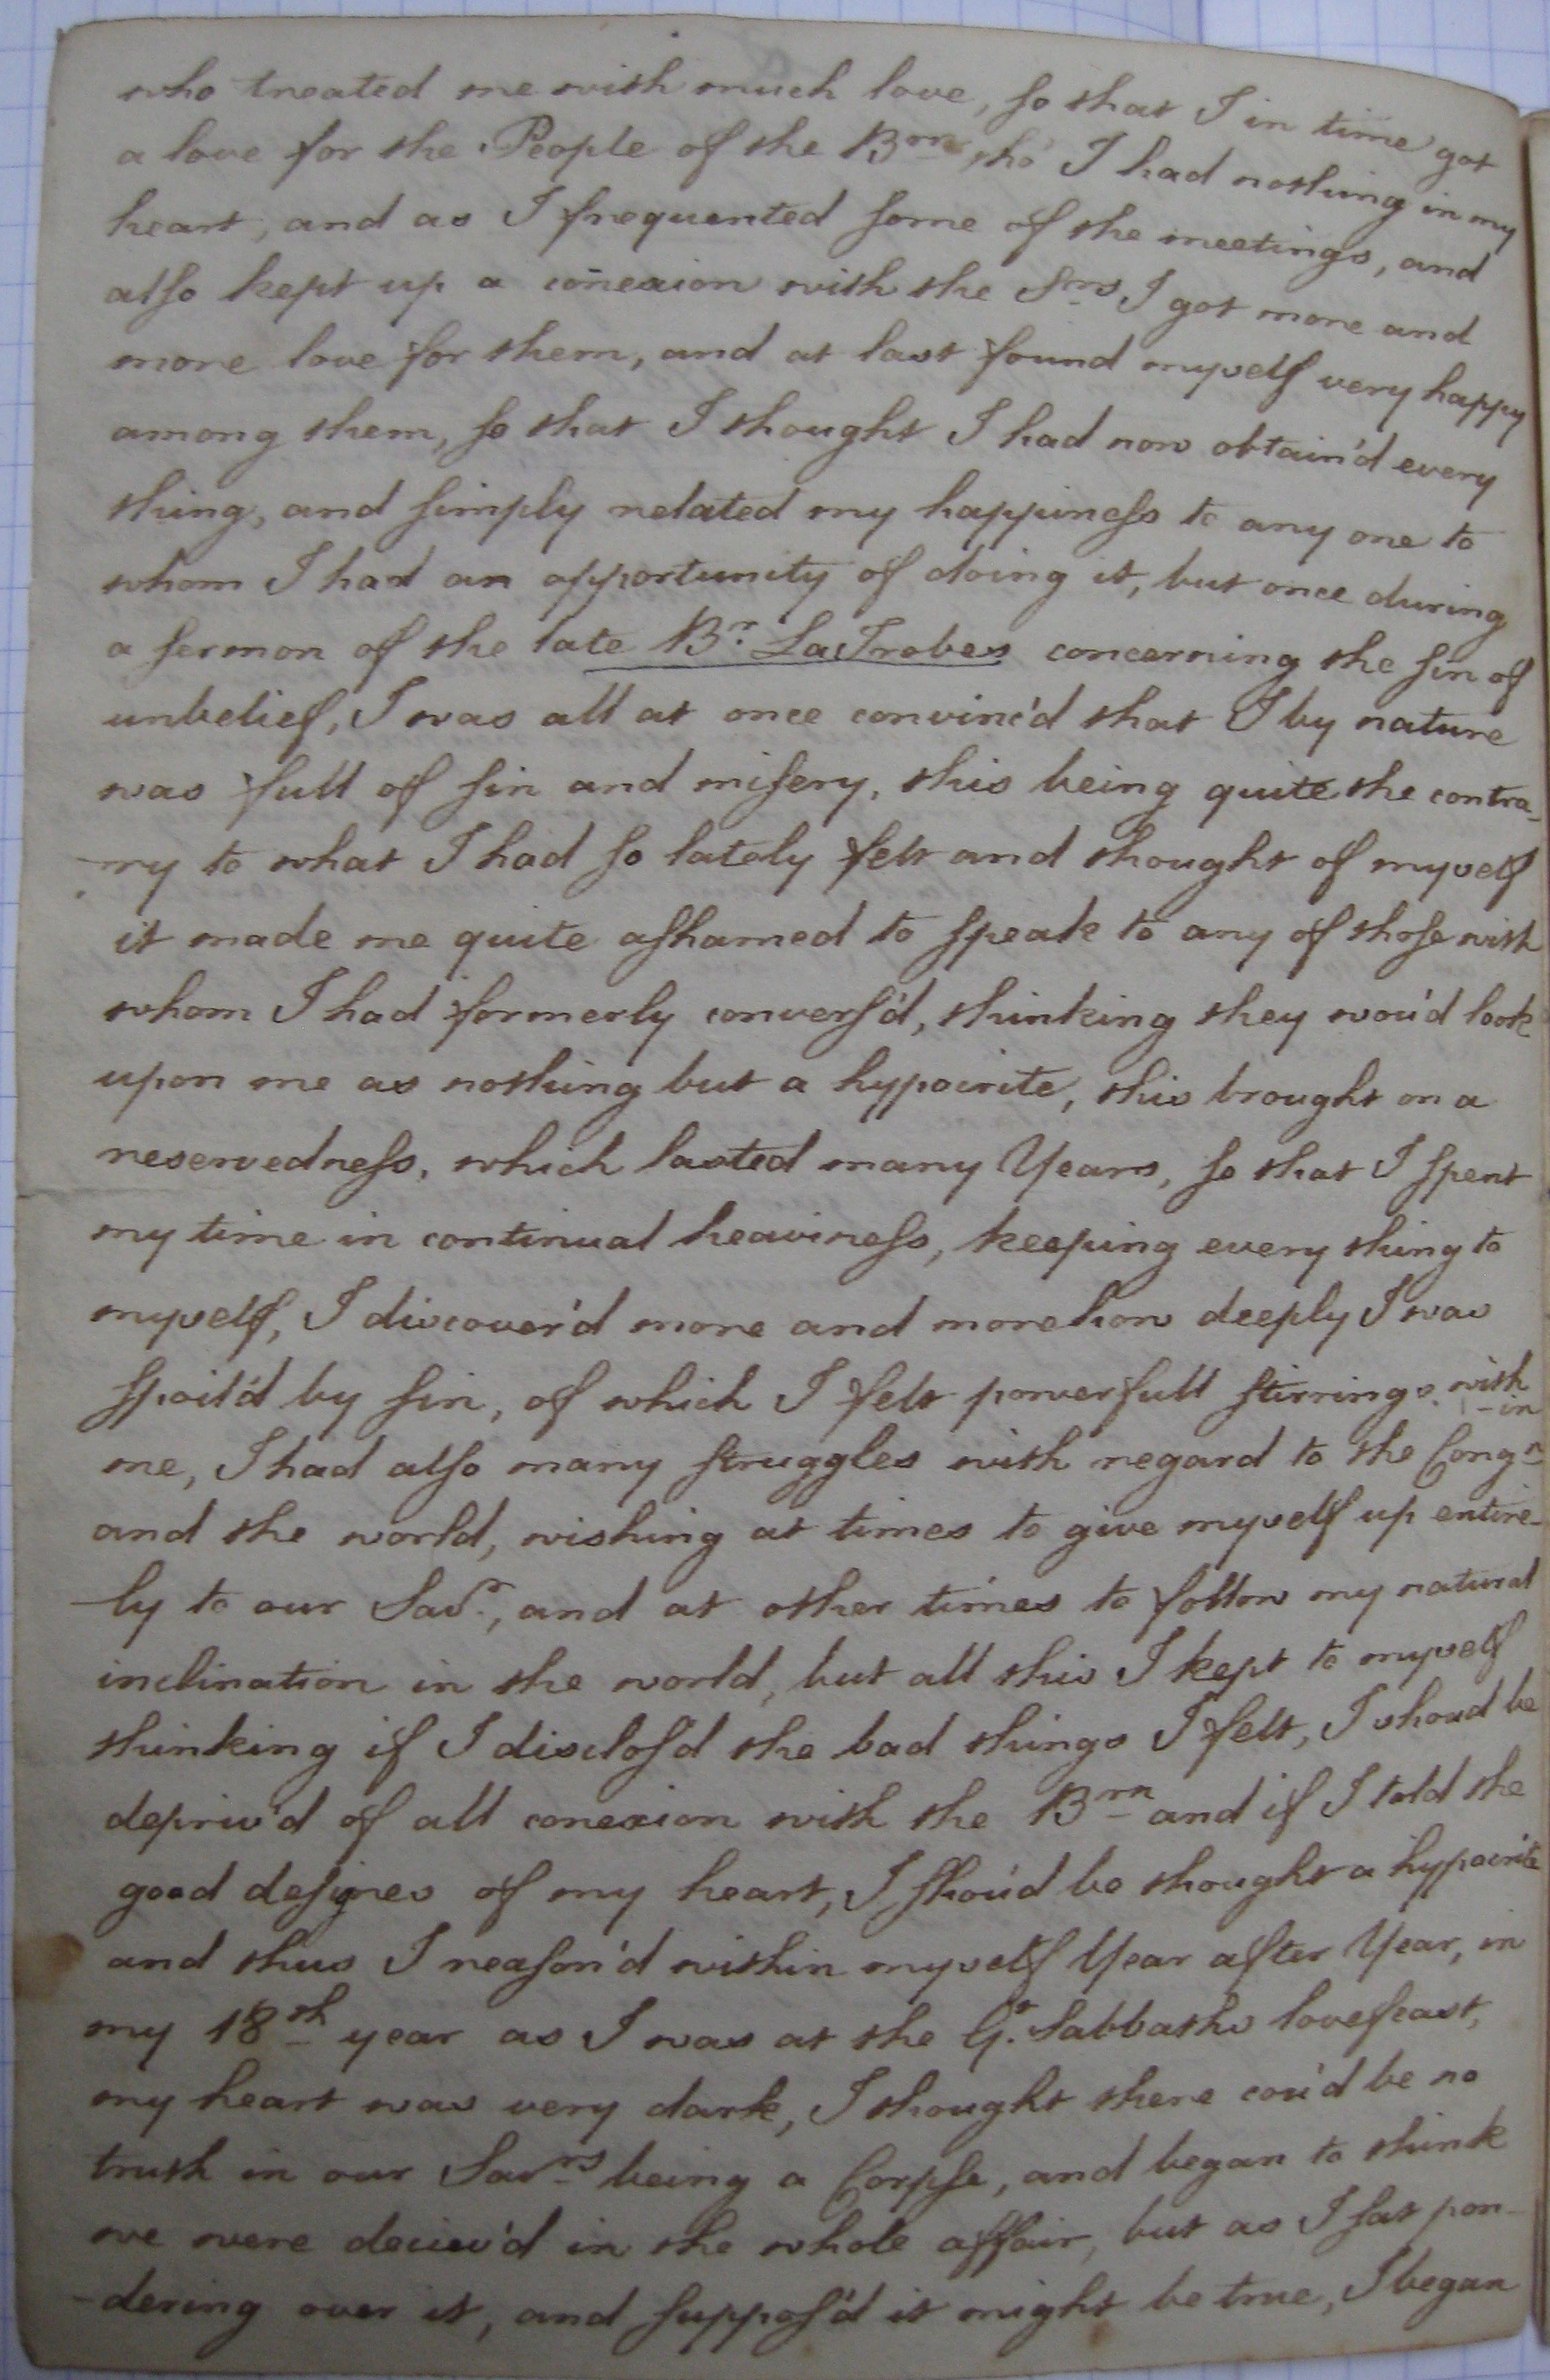 who treated me with much love, so that I in time got
a love for the People of the Brn tho' I had nothing in my
heart, and as I frequented some of the meetings, and
also kept up a conexion with the Srs I got more and
more love for them, and at last found myself very happy
among them, so that I thought I had now obtain'd every
thing, and simply related my happiness to any one to
whom I had an opportunity of doing it, but once during
a sermon of the late Br. LaTrobes concerning the sin of
unbelief, I was all at once convinc'd that I by nature
was full of sin and misery, this being quite the contra-
-ry to what I had so lately felt and thought of myself
it made me quite ashamed to speak to any of those with
whom I had formerly convers'd, thinking they wou'd look
upon me as nothing but a hypocrite, this brought on a
reservedness, which lasted many Years, so that I spent
my time in continual heaviness, keeping every thing to
myself, I discover'd more and more how deeply I was
spoil'd by sin, of which I felt powerfull stirrings with-in
me, I had also many struggles with regard to the Congn
and the world, wishing at times to give myself up entire-
-ly to our Savr., and at other times to follow my natural
inclination in the world, but all this I kept to myself
thinking if I disclos'd the bad things I felt, I shoud be
depriv'd of all conexion with the Brn and if I told the
good desires of my heart, I shou'd be thought a hypocrite
and thus I reason'd within myself Year after Year, in
my 18th year as I was at the Gt. Sabbaths lovefeast,
my heart was very dark, I thought there cou'd be no
truth in our Savrs being a Corpse, and began to think
we were deciev'd in the whole affair, but as I sat pon-
-dering over it, and suppos'd it might be true, I began